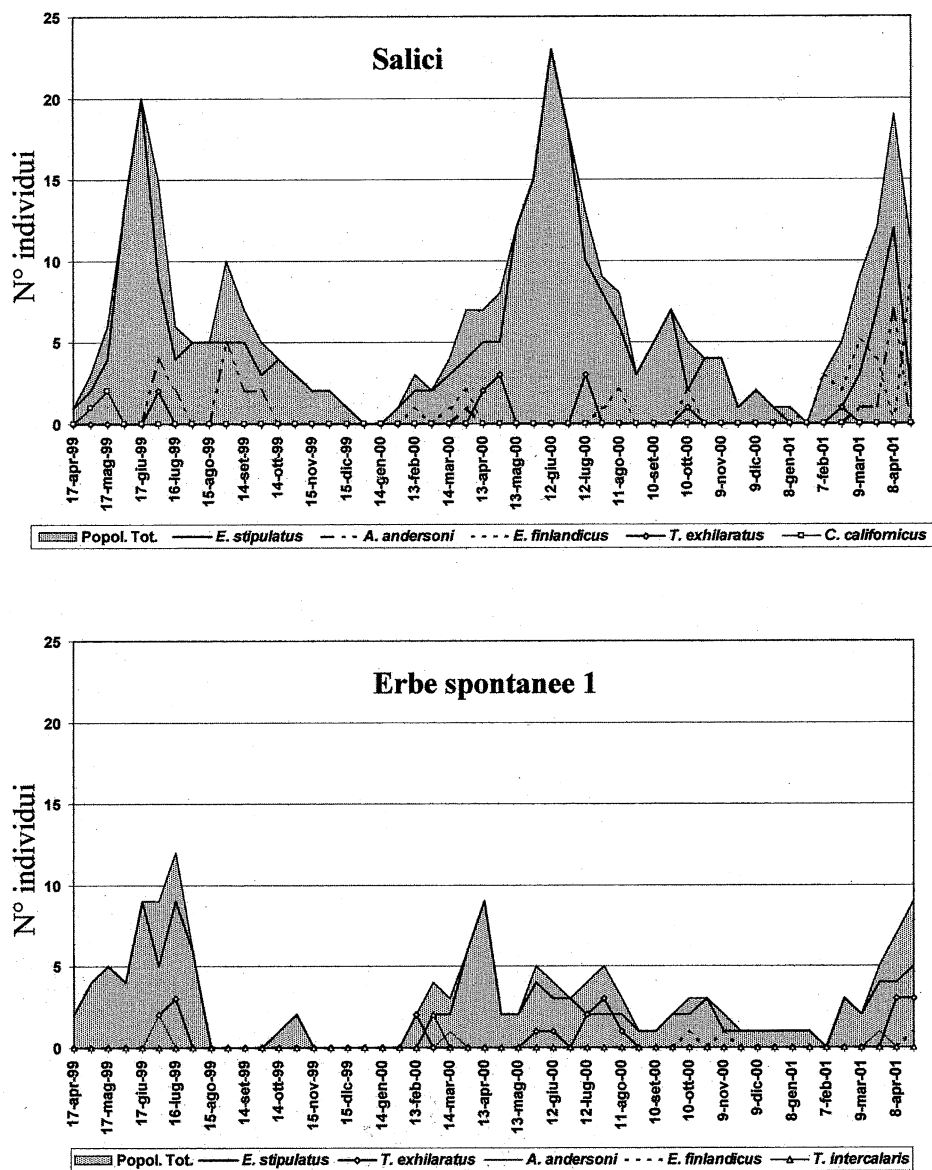 25
20
15
10
5
0
N° individui
Salici
17-apr-99
17-mag-99
17-giu-99
16-lug-99
15-ago-99
14-set-99
14-ott-99
15-nov-99
15-dic-99
14-gen-00
13-feb-00
14-mar-00
13-apr-00
13-mag-00
12-giu-00
12-lug-00
11-ago-00
10-set-00
10-ott-00
9-nov-00
9-dic-00
8-gen-01
7-feb-01
9-mar-01
8-apr-01
Popol. Tot. E. stipulatus A. andersoni E. finlandicus T. exhilaratus C. californicus
25
20
15
10
5
0
N° individui
Erbe spontanee 1
17-apr-99
17-mag-99
17-giu-99
16-lug-99
15-ago-99
14-set-99
14-ott-99
15-nov-99
15-dic-99
14-gen-00
13-feb-00
14-mar-00
13-apr-00
13-mag-00
12-giu-00
12-lug-00
11-ago-00
10-set-00
10-ott-00
9-nov-00
9-dic-00
8-gen-01
7-feb-01
9-mar-01
8-apr-01
Popol. Tot. E. stipulatus T. exhilaratus A. andersoni E. finlandicus T. intercalaris